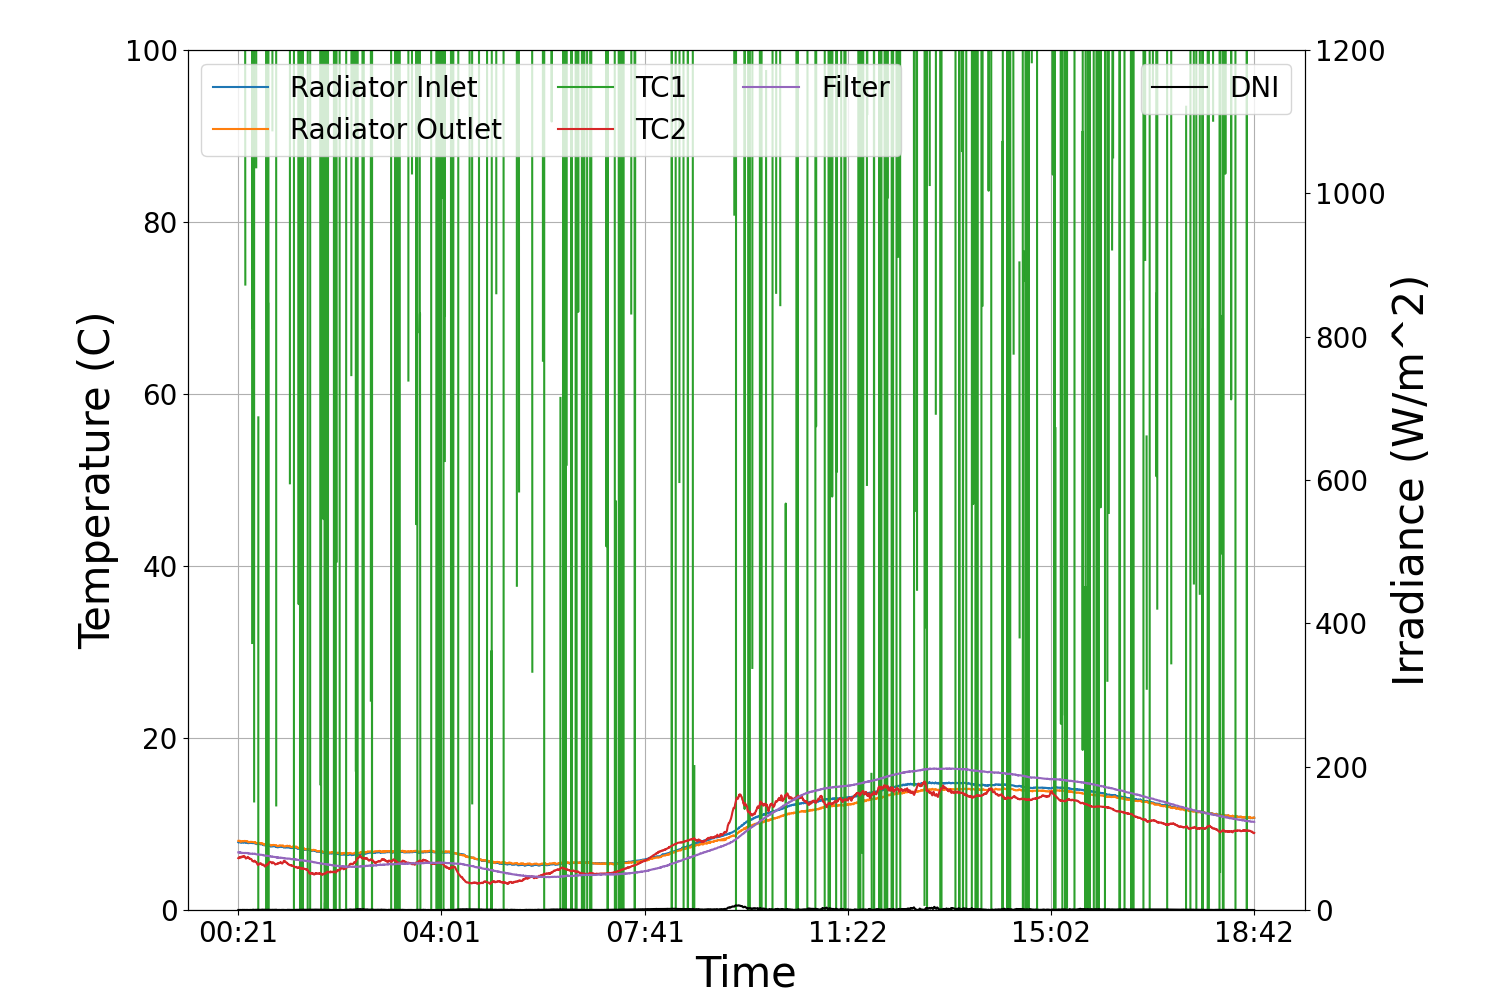 Radiator Inlet
Radiator Outlet
TC1
TC2
Filter
DNI
100
80
60
40
20
0
Temperature (C)
1200
1000
800
600
400
200
0
Irradiance (W/m^2)
00:21 04:01 07:41 11:22 15:02 18:42
Time